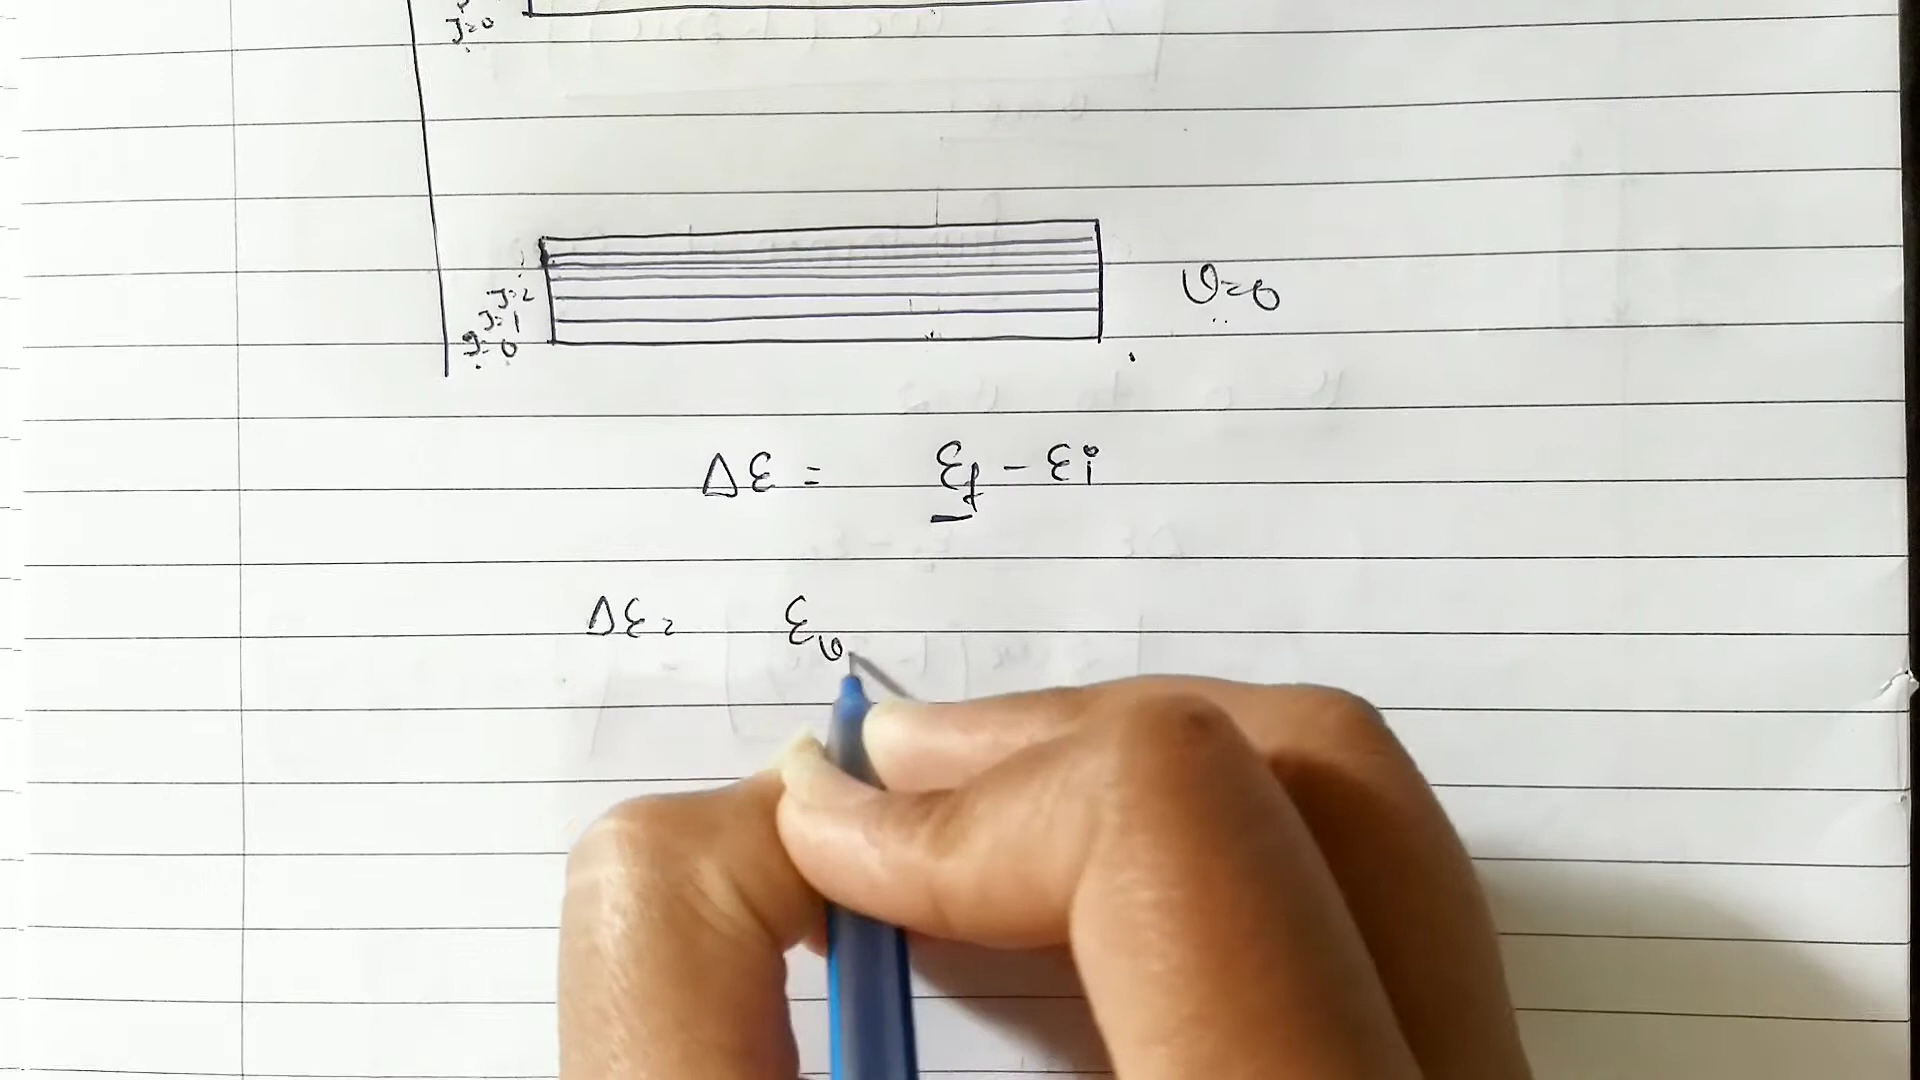 J=0
J=2
J=1
J=0
υ=0
Δε = εf - εi
Δε = ευ